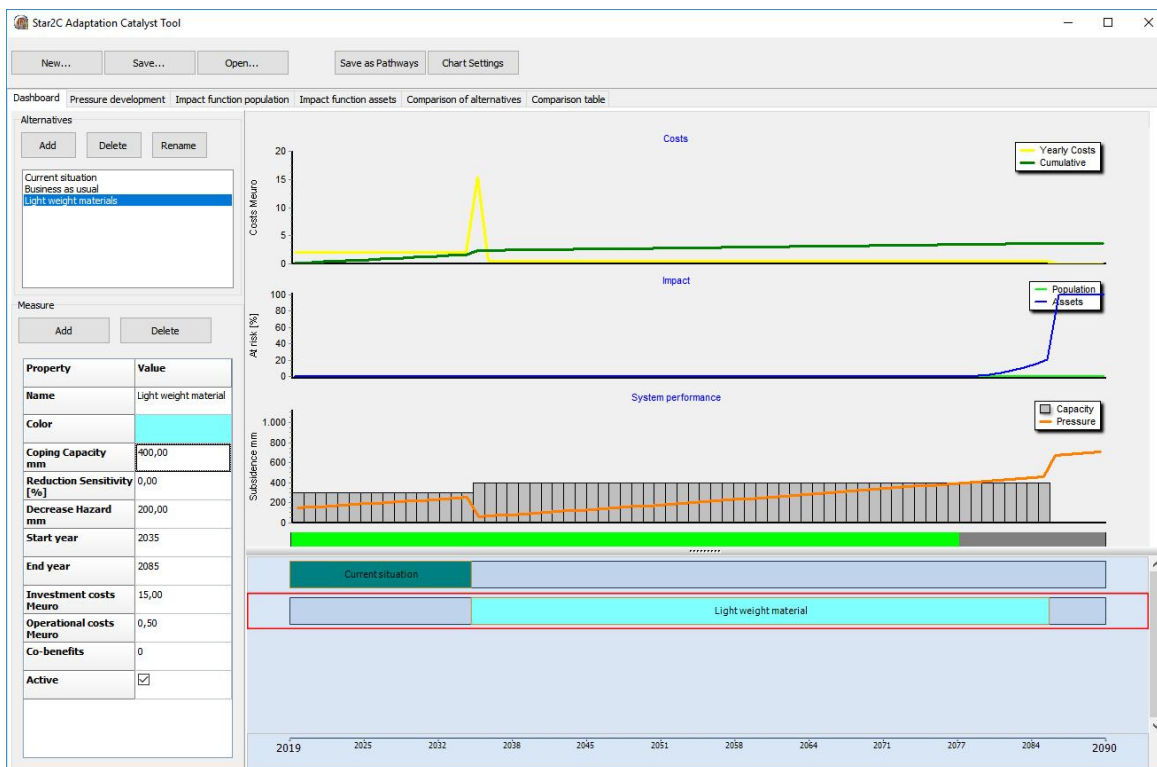 Star2C Adaptation Catalyst Tool
New... Save... Open... Save as Pathways Chart Settings
Dashboard Pressure development Impact function population Impact function assets Comparison of alternatives Comparison table
Alternatives
Add Delete Rename
Current situation
Business as usual
Light weight materials
Measure
Add Delete
Property Value
Name Light weight material
Color
Coping Capacity
mm
400,00
Reduction Sensitivity
[%]
0,00
Decrease Hazard
mm
200,00
Start year 2035
End year 2085
Investment costs
Meuro
15,00
Operational costs
Meuro
0,50
Co-benefits 0
Active
Costs
Yearly Costs
Cumulative
Costs Meuro
20
15
10
5
0
Impact
Population
Assets
At risk [%]
100
80
60
40
20
0
System performance
Capacity
Pressure
Subsidence mm
1.000
800
600
400
200
0
Current situation
Light weight material
2019 2025 2032 2038 2045 2051 2058 2064 2071 2077 2084 2090